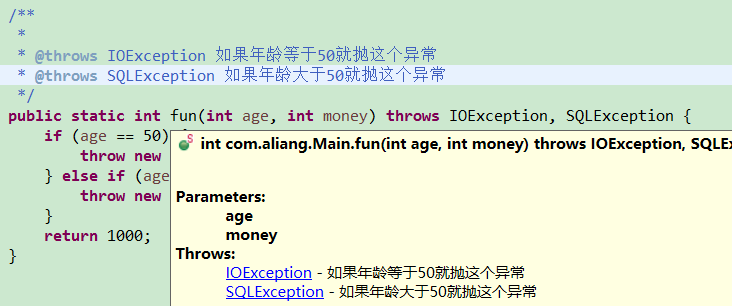 /**
 *
 * @throws IOException 如果年龄等于50就抛这个异常
 * @throws SQLException 如果年龄大于50就抛这个异常
 */
public static int fun(int age, int money) throws IOException, SQLException {
if (age == 50)
int com.aliang.Main.fun(int age, int money) throws IOException, SQLE
throw new
} else if (age
throw new
}
return 1000;
}
Parameters:
age
money
Throws:
IOException - 如果年龄等于50就抛这个异常
SQLException - 如果年龄大于50就抛这个异常